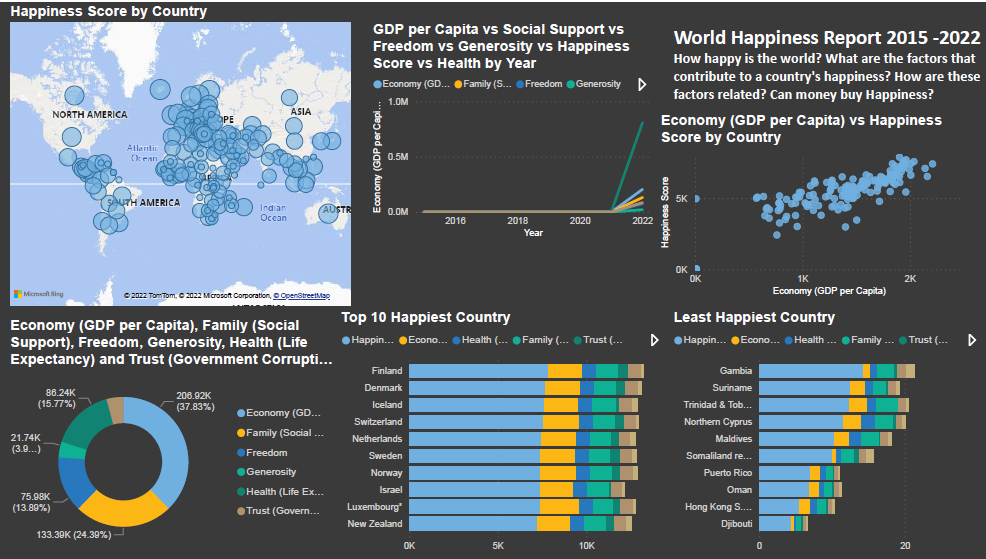 Happiness Score by Country
NORTH AMERICA
ASIA
Atlantic
Ocean
SOUTH AMERICA
Indian
Ocean
Microsoft Bing
© 2022 TomTom, © 2022 Microsoft Corporation, © OpenStreetMap
GDP per Capita vs Social Support vs
Freedom vs Generosity vs Happiness
Score vs Health by Year
Economy (GD... Family (S... Freedom Generosity
Economy (GDP per Capi...
1.0M
0.5M
0.0M
2016 2018 2020 2022
Year
World Happiness Report 2015 -2022
How happy is the world? What are the factors that
contribute to a country's happiness? How are these
factors related? Can money buy Happiness?
Economy (GDP per Capita) vs Happiness
Score by Country
Happiness Score
5K
0K
0K 1K 2K
Economy (GDP per Capita)
Economy (GDP per Capita), Family (Social
Support), Freedom, Generosity, Health (Life
Expectancy) and Trust (Government Corrupti...
206.92K
(37.83%)
133.39K (24.39%)
75.98K
(13.89%)
21.74K
(3.9...)
86.24K
(15.77%)
Economy (GD...
Family (Social ...
Freedom
Generosity
Health (Life Ex...
Trust (Govern...
Top 10 Happiest Country
Happin... Econo... Health (... Family (... Trust (...
Finland
Denmark
Iceland
Switzerland
Netherlands
Sweden
Norway
Israel
Luxembourg*
New Zealand
0K 5K 10K
Least Happiest Country
Happin... Econo... Health ... Family ... Trust (...
Gambia
Suriname
Trinidad & Tob...
Northern Cyprus
Maldives
Somaliland re...
Puerto Rico
Oman
Hong Kong S....
Djibouti
0 20